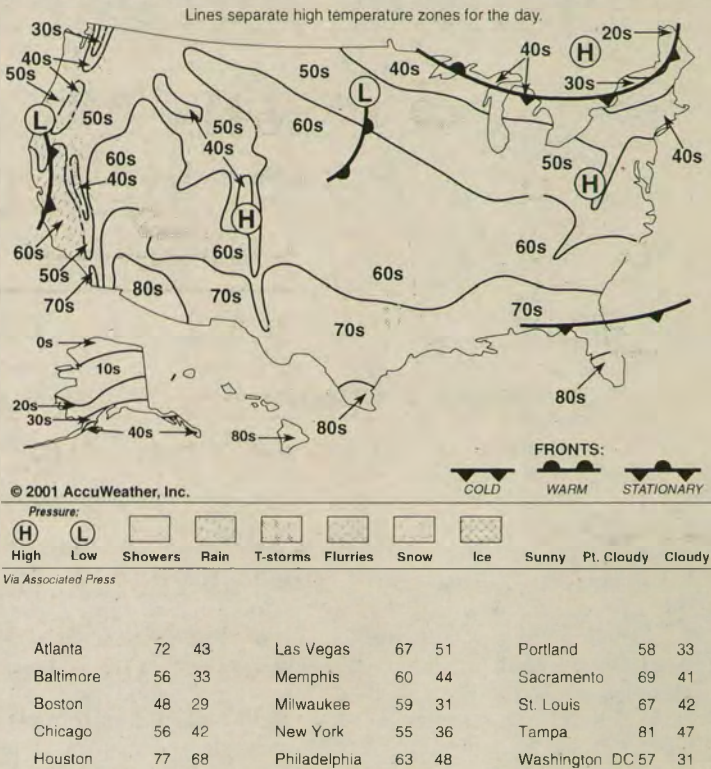 Lines separate high temperature zones for the day.
30s
20s
40s
40s
H
50s
50s
40s
30s
L
50s
L
50s
60s
40s
60s
40s
50s
40s
H
H
60s
60s
60s
60s
50s
80s
70s
70s
70s
70s
0s
10s
20s
30s
40s
80s
80s
80s
FRONTS:
COLD WARM STATIONARY
© 2001 AccuWeather, Inc.
Pressure:
H L
High Low Showers Rain T-storms Flurries Snow Ice Sunny Pt. Cloudy Cloudy
Via Associated Press
Atlanta 72 43 Las Vegas 67 51 Portland 58 33
Baltimore 56 33 Memphis 60 44 Sacramento 69 41
Boston 48 29 Milwaukee 59 31 St. Louis 67 42
Chicago 56 42 New York 55 36 Tampa 81 47
Houston 77 68 Philadelphia 63 48 Washington DC 57 31